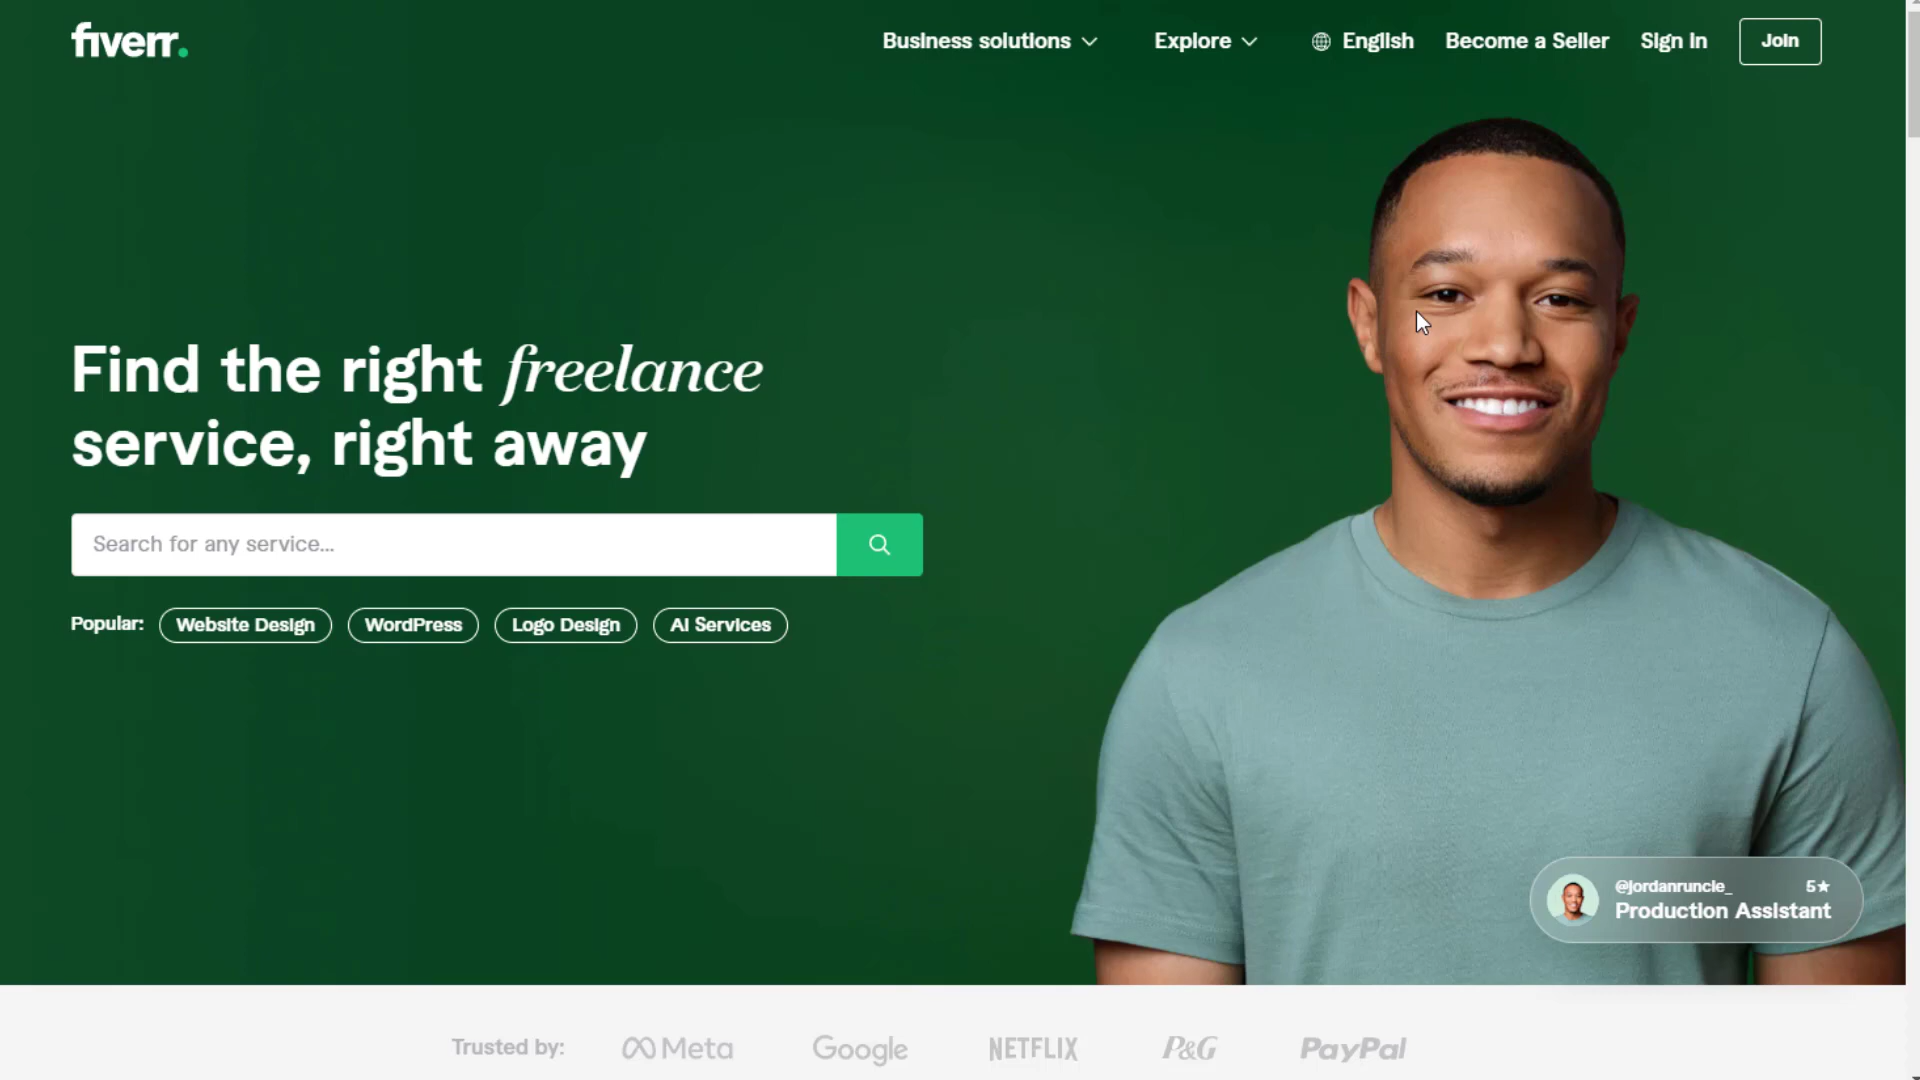 fiverr.
Business solutions
Explore
English
Become a Seller
Sign in
Join
Find the right freelance
service, right away
Search for any service...
Popular:
Website Design
WordPress
Logo Design
AI Services
@jordanruncie_ 5★
Production Assistant
Trusted by:
Meta
Google
NETFLIX
P&G
PayPal